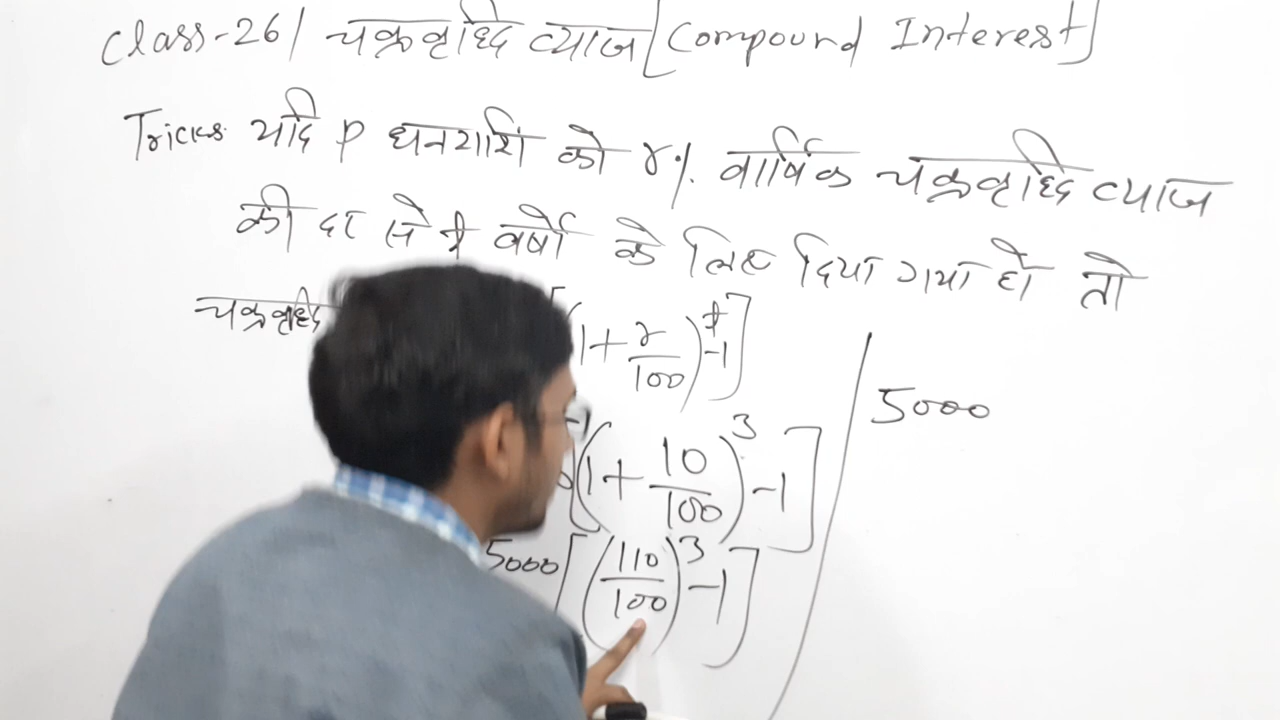 Class-26/ चक्रवृद्धि ब्याज [Compound Interest]
Tricks यदि P धनराशि को r% वार्षिक चक्रवृद्धि ब्याज
की दर से t वर्षो के लिए दिया गया हो तो
चक्रवृद्धि [(1+r/100)^t-1]
[(1+10/100)^3-1]
5000[(110/100)^3-1]
5000